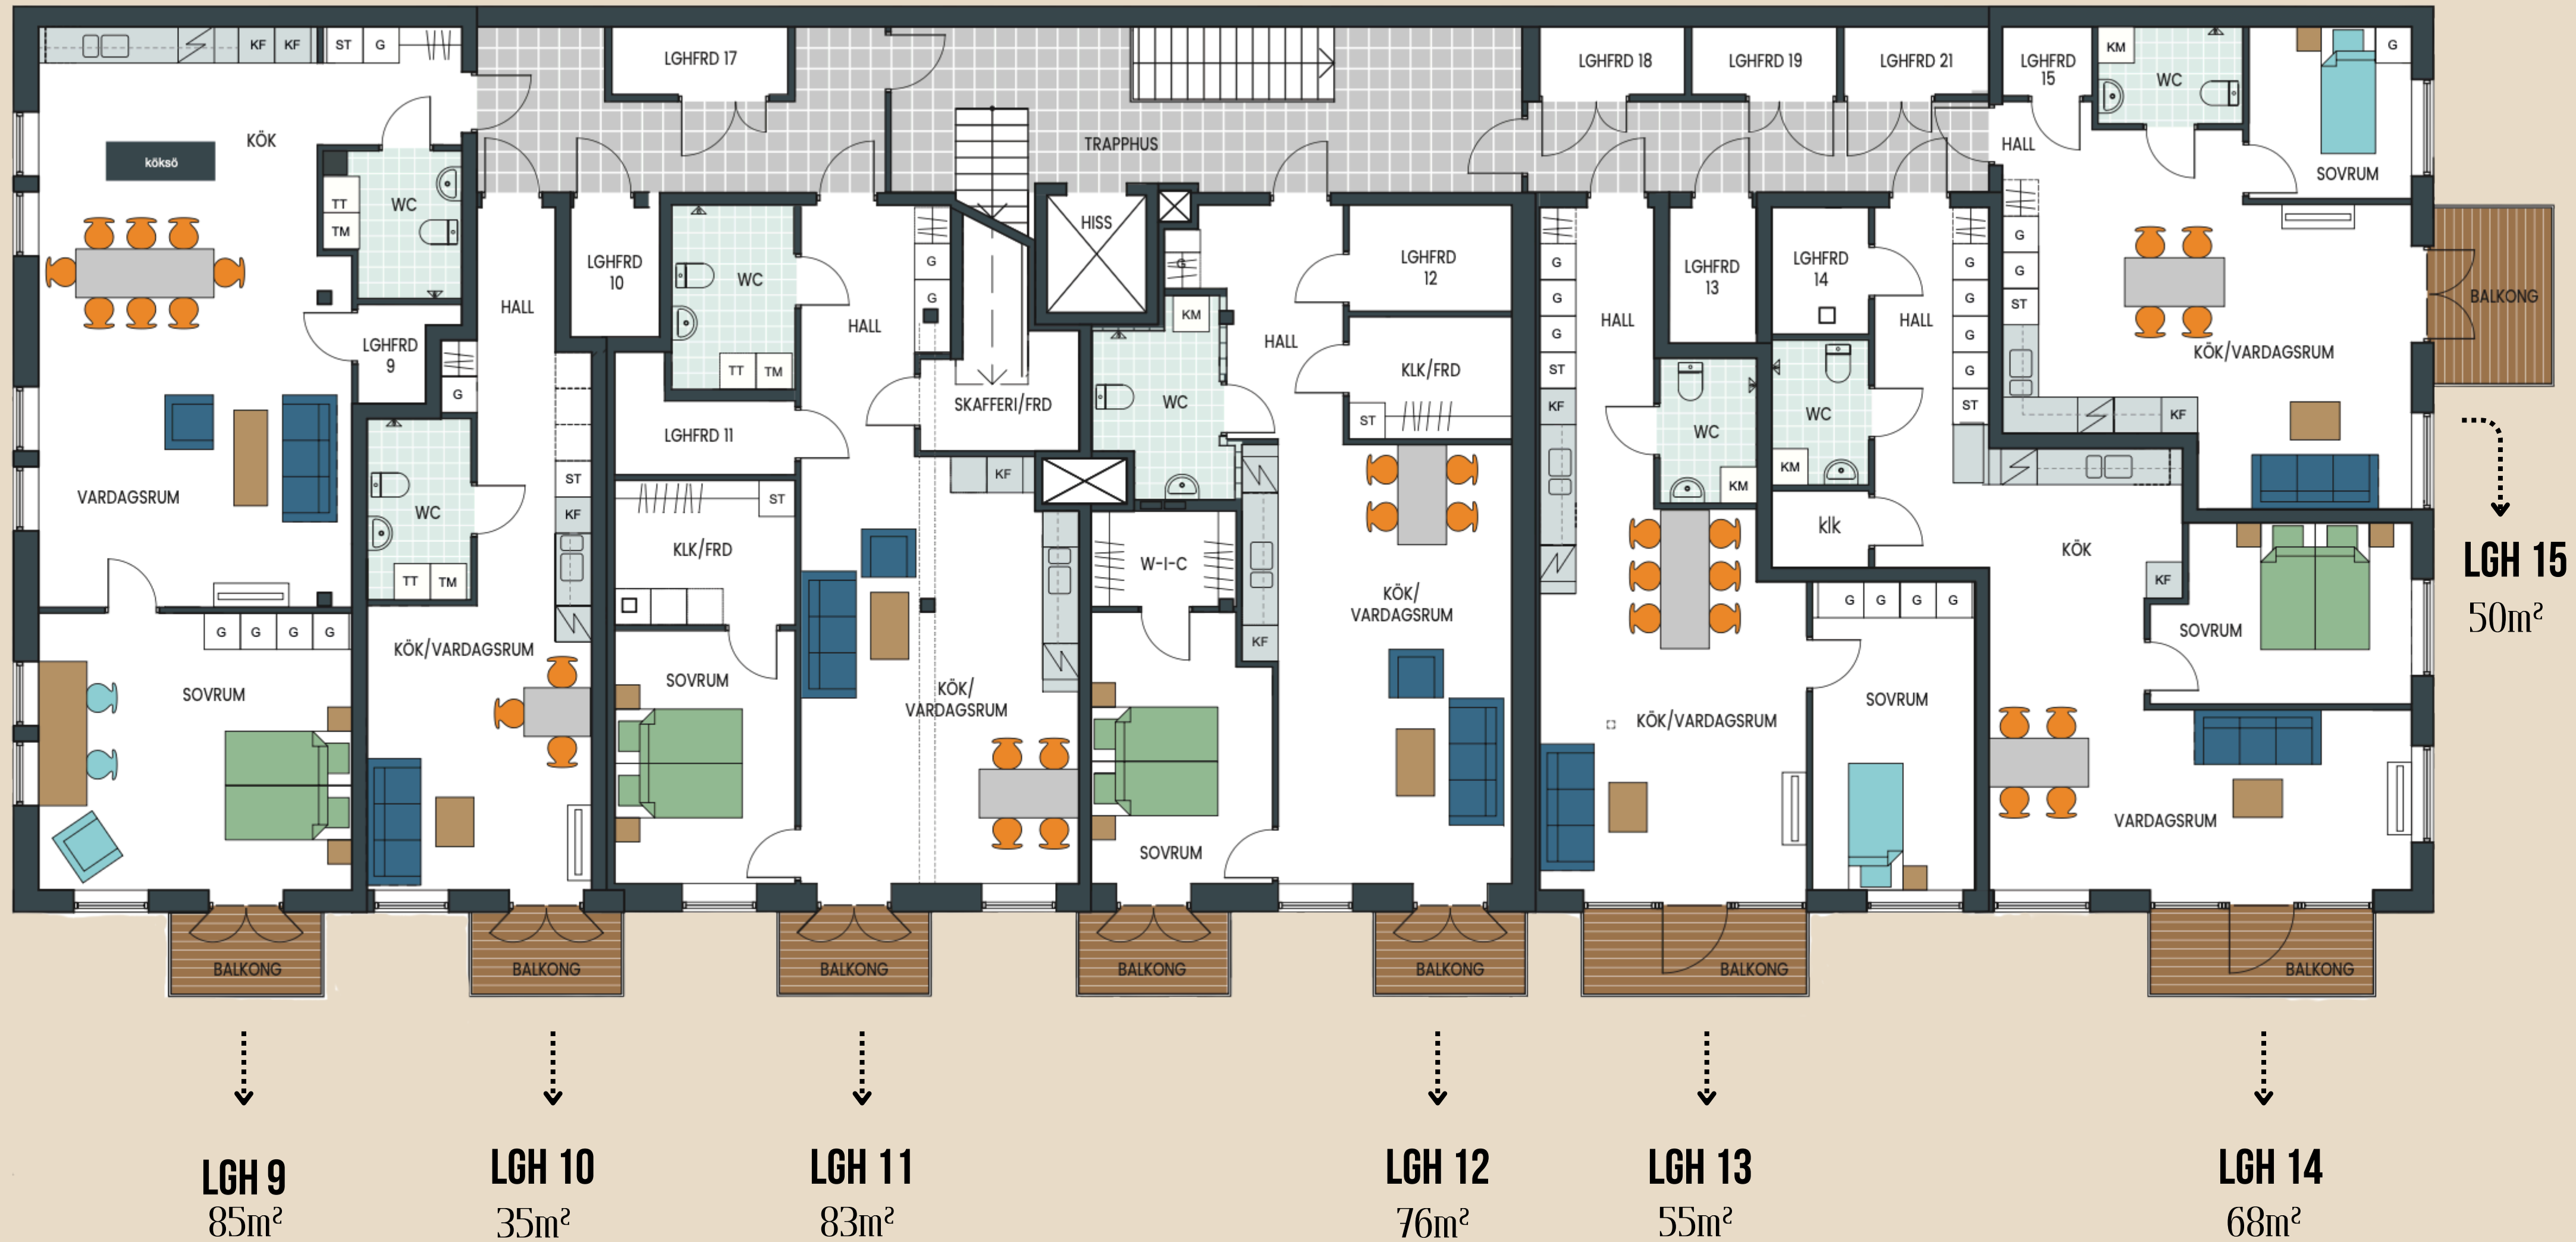 KF
KF
ST
G
LGHFRD 17
LGHFRD 18
LGHFRD 19
LGHFRD 21
LGHFRD
15
KM
WC
G
KÖK
köksö
TRAPPHUS
HALL
SOVRUM
TT
TM
WC
HALL
LGHFRD
10
WC
TT
TM
HALL
G
G
HISS
G
KM
HALL
LGHFRD
12
KLK/FRD
ST
WC
SKAFFERI/FRD
KF
LGHFRD
9
G
WC
TT
TM
ST
KF
LGHFRD 11
ST
KLK/FRD
W-I-C
KF
KÖK/
VARDAGSRUM
HALL
G
G
G
ST
KF
LGHFRD
13
WC
KM
LGHFRD
14
WC
KM
klk
HALL
G
G
G
G
ST
G
G
ST
KF
KÖK/VARDAGSRUM
BALKONG
KÖK
KF
VARDAGSRUM
G
G
G
G
SOVRUM
KÖK/VARDAGSRUM
SOVRUM
KÖK/
VARDAGSRUM
SOVRUM
KÖK/VARDAGSRUM
G
G
G
G
SOVRUM
SOVRUM
VARDAGSRUM
BALKONG
BALKONG
BALKONG
BALKONG
BALKONG
BALKONG
BALKONG
LGH 15
50m²
LGH 9
85m²
LGH 10
35m²
LGH 11
83m²
LGH 12
76m²
LGH 13
55m²
LGH 14
68m²